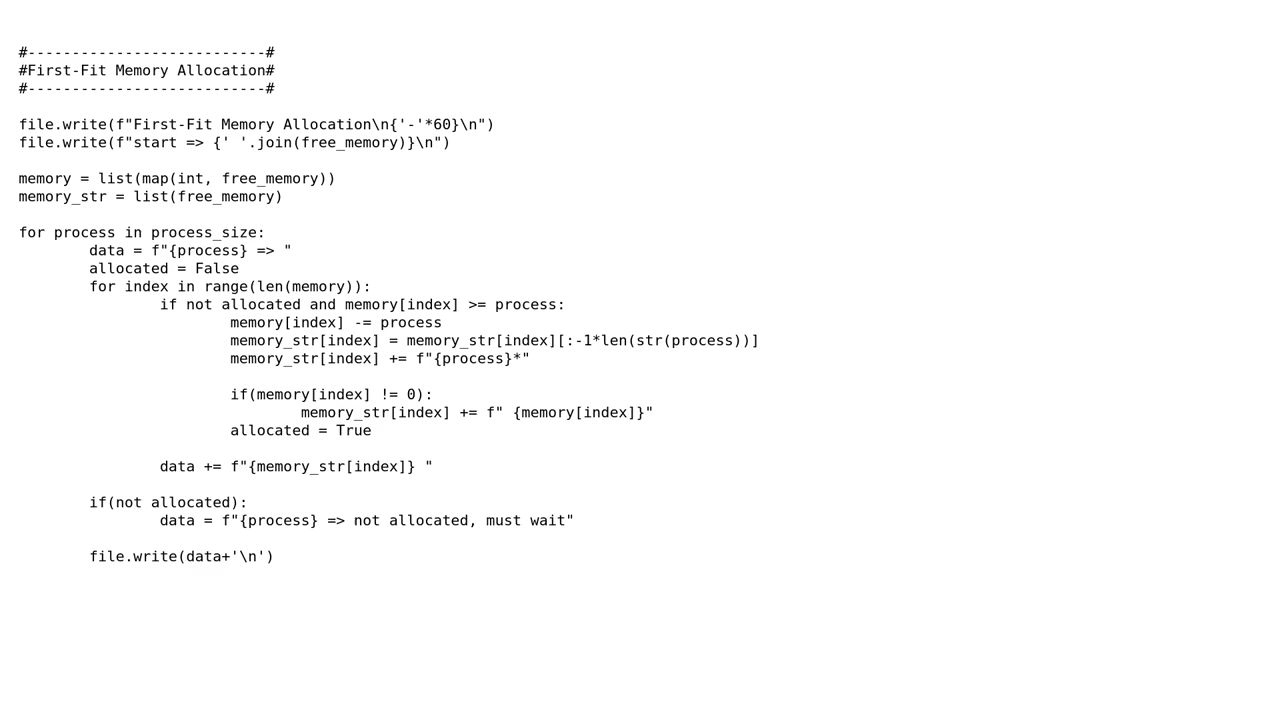 #---------------------------#
#First-Fit Memory Allocation#
#---------------------------#

file.write(f"First-Fit Memory Allocation\n{'-'*60}\n")
file.write(f"start => {' '.join(free_memory)}\n")

memory = list(map(int, free_memory))
memory_str = list(free_memory)

for process in process_size:
        data = f"{process} => "
        allocated = False
        for index in range(len(memory)):
                if not allocated and memory[index] >= process:
                        memory[index] -= process
                        memory_str[index] = memory_str[index][:-1*len(str(process))]
                        memory_str[index] += f"{process}*"

                        if(memory[index] != 0):
                                memory_str[index] += f" {memory[index]}"
                        allocated = True

                data += f"{memory_str[index]} "

        if(not allocated):
                data = f"{process} => not allocated, must wait"

        file.write(data+'\n')